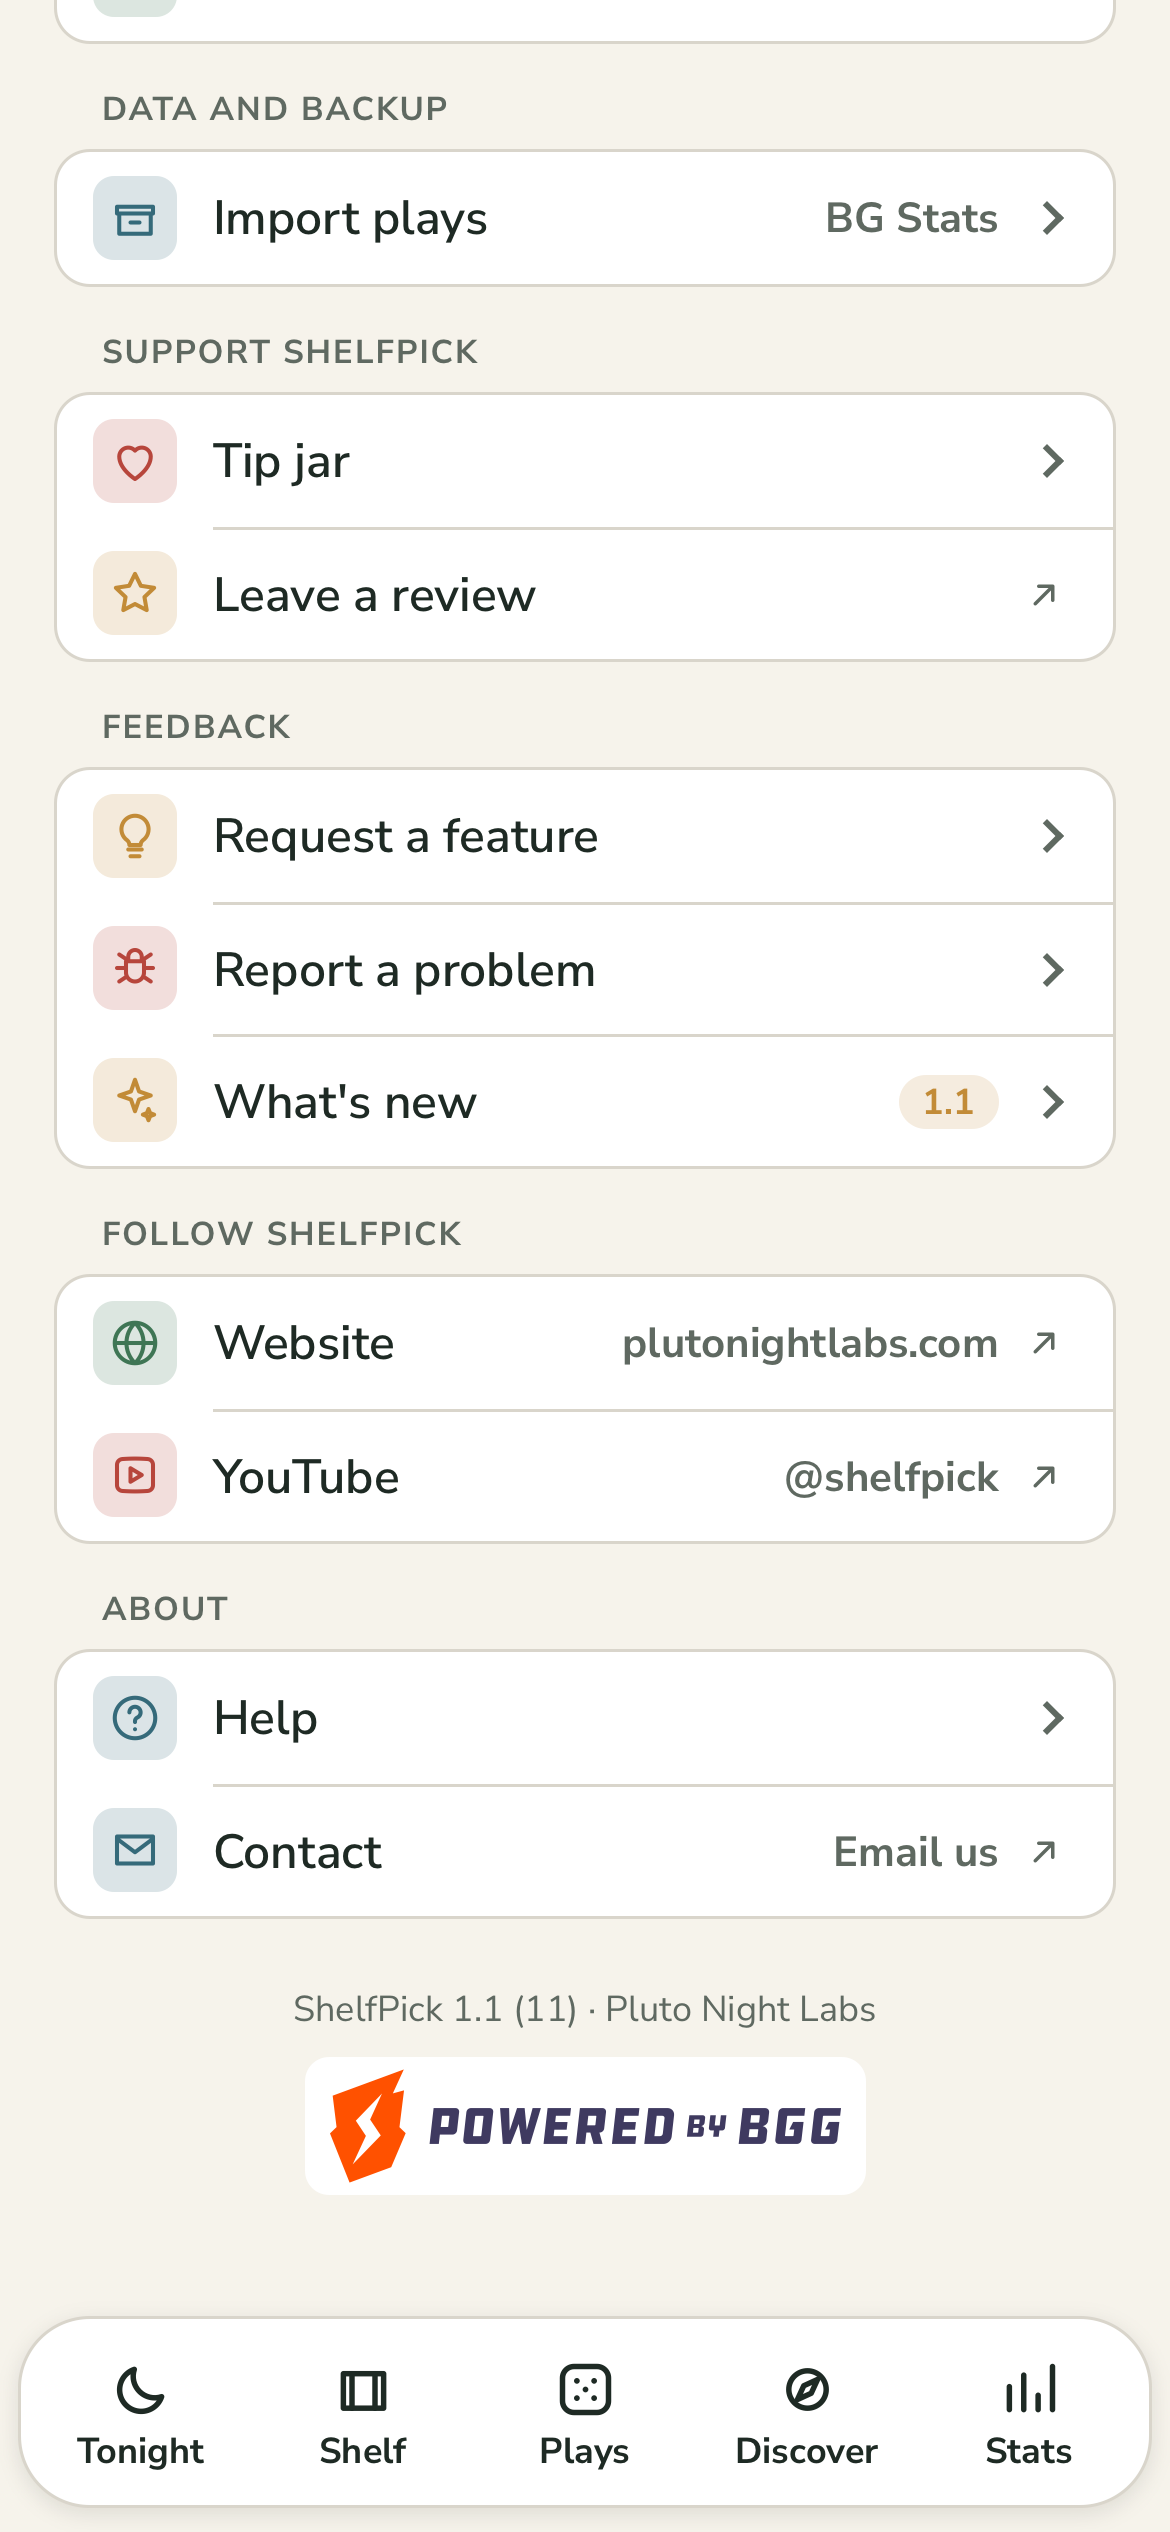 DATA AND BACKUP
Import plays BG Stats
SUPPORT SHELFPICK
Tip jar
Leave a review
FEEDBACK
Request a feature
Report a problem
What's new 1.1
FOLLOW SHELFPICK
Website plutonightlabs.com
YouTube @shelfpick
ABOUT
Help
Contact Email us
ShelfPick 1.1 (11) · Pluto Night Labs
POWERED BY BGG
Tonight Shelf Plays Discover Stats